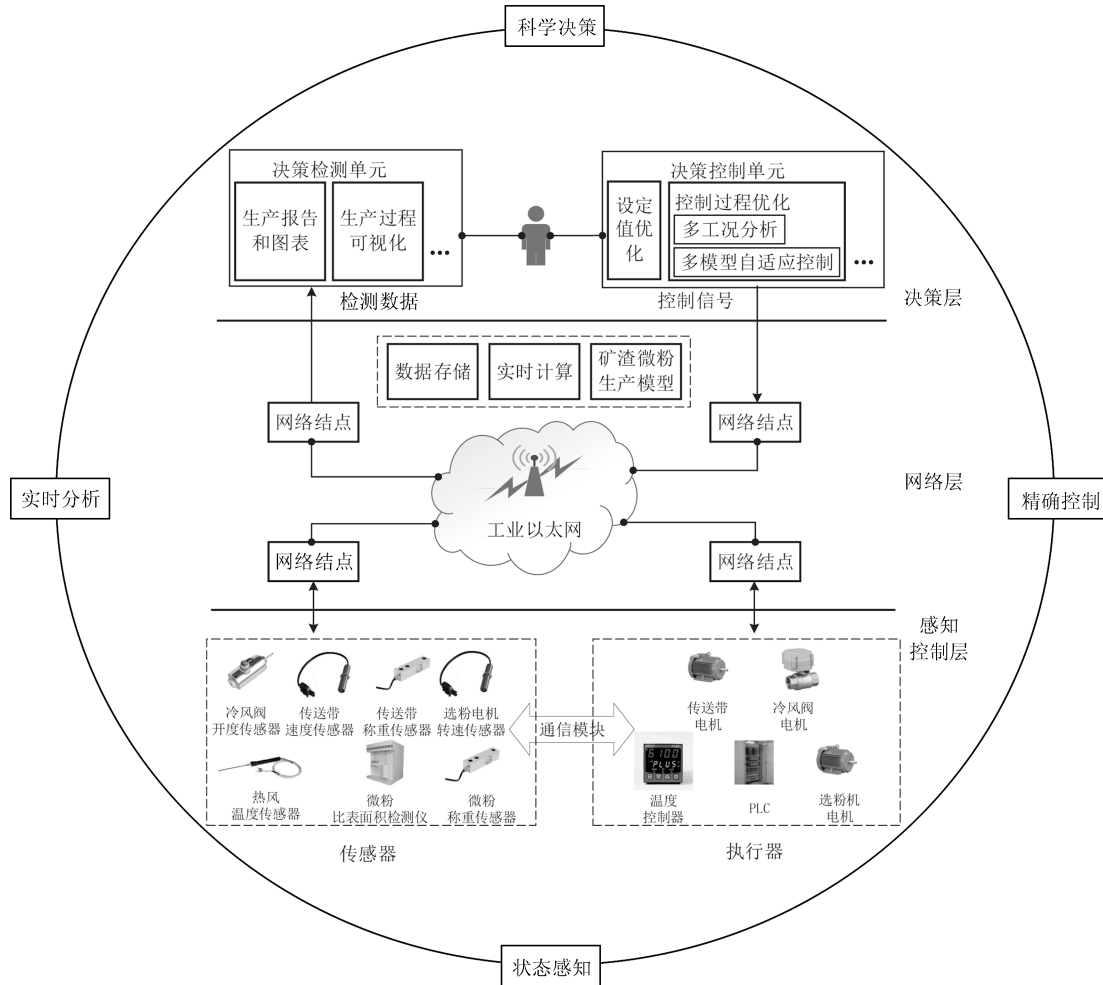 科学决策
决策检测单元
生产报告
和图表
生产过程
可视化
…
决策控制单元
设定
值优
化
控制过程优化
多工况分析
多模型自适应控制
…
检测数据
控制信号
决策层
数据存储
实时计算
矿渣微粉
生产模型
网络结点
网络结点
实时分析
网络层
精确控制
工业以太网
网络结点
网络结点
感知
控制层
冷风阀
开度传感器
传送带
速度传感器
传送带
称重传感器
选粉电机
转速传感器
热风
温度传感器
微粉
比表面积检测仪
微粉
称重传感器
通信模块
传送带
电机
冷风阀
电机
6100
PLUS
温度
控制器
PLC
选粉机
电机
传感器
执行器
状态感知